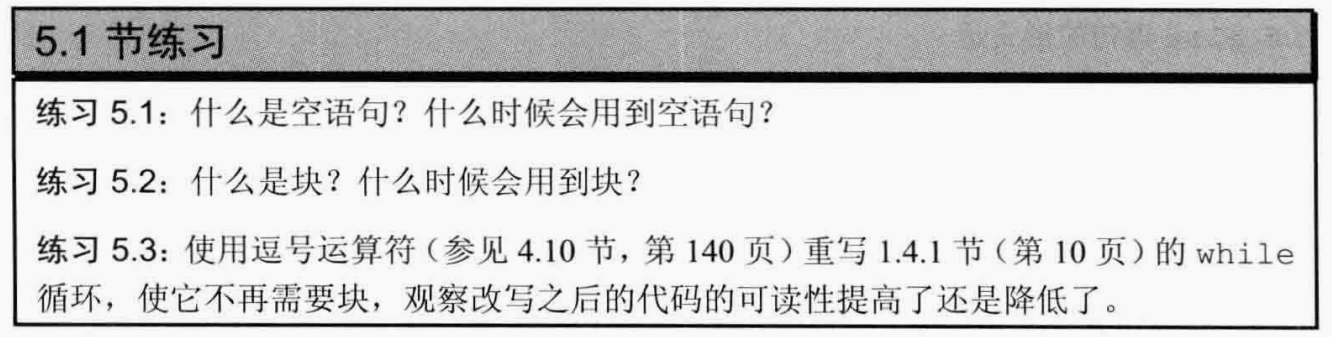 5.1 节练习
练习 5.1：什么是空语句？什么时候会用到空语句？
练习 5.2：什么是块？什么时候会用到块？
练习 5.3：使用逗号运算符（参见 4.10 节，第 140 页）重写 1.4.1 节（第 10 页）的 while
循环，使它不再需要块，观察改写之后的代码的可读性提高了还是降低了。